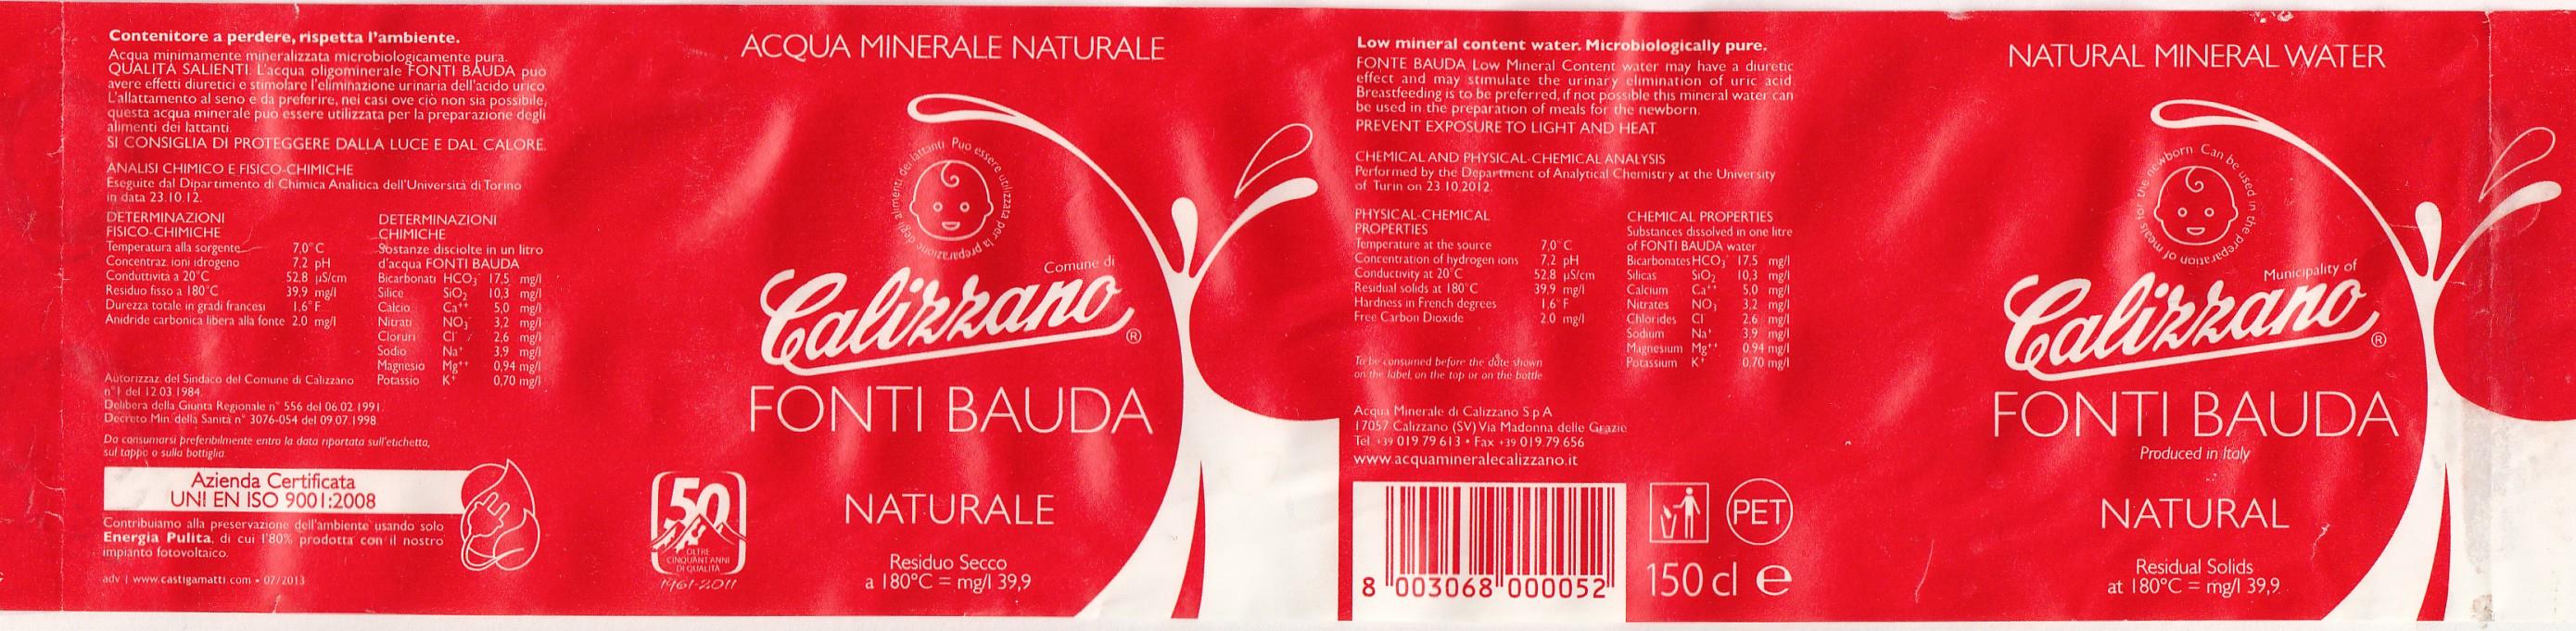 Contenitore a perdere, rispetta l'ambiente.
Acqua minimamente mineralizzata microbiologicamente pura.
QUALITÀ SALIENTI. L'acqua oligominerale FONTI BAUDA può
avere effetti diuretici e stimolare l'eliminazione urinaria dell'acido urico.
L'allattamento al seno è da preferire, nei casi ove ciò non sia possibile,
questa acqua minerale può essere utilizzata per la preparazione degli
alimenti dei lattanti.
SI CONSIGLIA DI PROTEGGERE DALLA LUCE E DAL CALORE.
ANALISI CHIMICO E FISICO-CHIMICHE
Eseguite dal Dipartimento di Chimica Analitica dell'Università di Torino
in data 23.10.12.
DETERMINAZIONI
FISICO-CHIMICHE
Temperatura alla sorgente 7.0° C
Concentraz. ioni idrogeno 7.2 pH
Conduttività a 20°C 52.8 µS/cm
Residuo fisso a 180°C 39,9 mg/l
Durezza totale in gradi francesi 1,6° F
Anidride carbonica libera alla fonte 2.0 mg/l
DETERMINAZIONI
CHIMICHE
Sostanze disciolte in un litro
d'acqua FONTI BAUDA
Bicarbonati HCO3- 17,5 mg/l
Silice SiO2 10,3 mg/l
Calcio Ca++ 5,0 mg/l
Nitrati NO3- 3,2 mg/l
Cloruri Cl- 2,6 mg/l
Sodio Na+ 3,9 mg/l
Magnesio Mg++ 0,94 mg/l
Potassio K+ 0,70 mg/l
Autorizzaz. del Sindaco del Comune di Calizzano
n°1 del 12.03.1984.
Delibera della Giunta Regionale n° 556 del 06.02.1991.
Decreto Min. della Sanità n° 3076-054 del 09.07.1998.
Da consumarsi preferibilmente entro la data riportata sull'etichetta,
sul tappo o sulla bottiglia.
Azienda Certificata
UNI EN ISO 9001:2008
Contribuiamo alla preservazione dell'ambiente usando solo
Energia Pulita, di cui l'80% prodotta con il nostro
impianto fotovoltaico.
adv | www.castigamatti.com • 07/2013
ACQUA MINERALE NATURALE
Può essere utilizzata per la preparazione degli alimenti dei lattanti
Comune di
Calizzano ®
FONTI BAUDA
50
OLTRE
CINQUANT'ANNI
DI QUALITÀ
1961-2011
NATURALE
Residuo Secco
a 180°C = mg/l 39,9
Low mineral content water. Microbiologically pure.
FONTE BAUDA Low Mineral Content water may have a diuretic
effect and may stimulate the urinary elimination of uric acid.
Breastfeeding is to be preferred, if not possible this mineral water can
be used in the preparation of meals for the newborn.
PREVENT EXPOSURE TO LIGHT AND HEAT
CHEMICAL AND PHYSICAL-CHEMICAL ANALYSIS
Performed by the Department of Analytical Chemistry at the University
of Turin on 23.10.2012.
PHYSICAL-CHEMICAL
PROPERTIES
Temperature at the source 7,0° C
Concentration of hydrogen ions 7,2 pH
Conductivity at 20°C 52.8 µS/cm
Residual solids at 180°C 39.9 mg/l
Hardness in French degrees 1.6° F
Free Carbon Dioxide 2.0 mg/l
CHEMICAL PROPERTIES
Substances dissolved in one litre
of FONTI BAUDA water
Bicarbonates HCO3- 17,5 mg/l
Silicas SiO2 10,3 mg/l
Calcium Ca++ 5,0 mg/l
Nitrates NO3 3,2 mg/l
Chlorides Cl 2.6 mg/l
Sodium Na+ 3,9 mg/l
Magnesium Mg++ 0.94 mg/l
Potassium K+ 0,70 mg/l
To be consumed before the date shown
on the label, on the top or on the bottle
Acqua Minerale di Calizzano S.p.A
17057 Calizzano (SV) Via Madonna delle Grazie
Tel. +39 019 79 613 • Fax +39 019 79 656
www.acquamineralecalizzano.it
8 003068 000052
PET
150 cl e
NATURAL MINERAL WATER
Can be used in the preparation of meals for the newborn
Municipality of
Calizzano ®
FONTI BAUDA
Produced in Italy
NATURAL
Residual Solids
at 180°C = mg/l 39,9